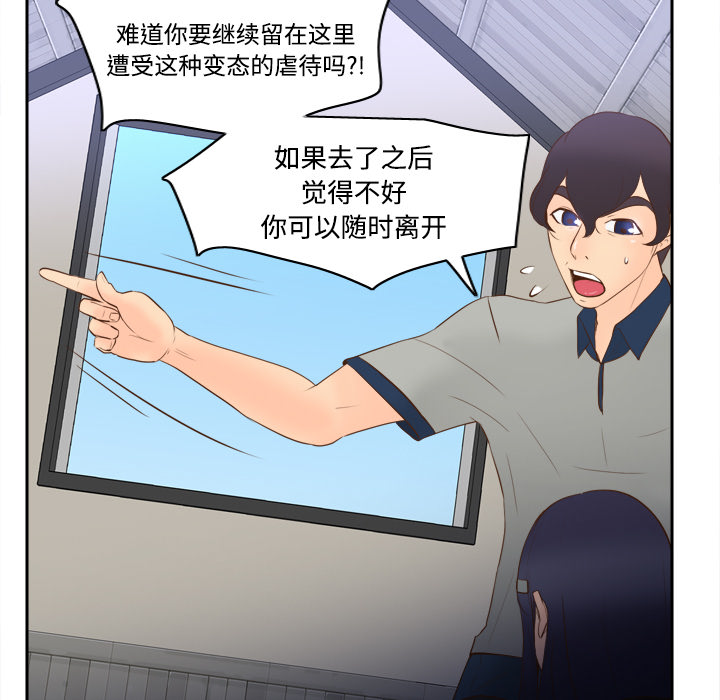 难道你要继续留在这里
遭受这种变态的虐待吗?!
如果去了之后
觉得不好
你可以随时离开